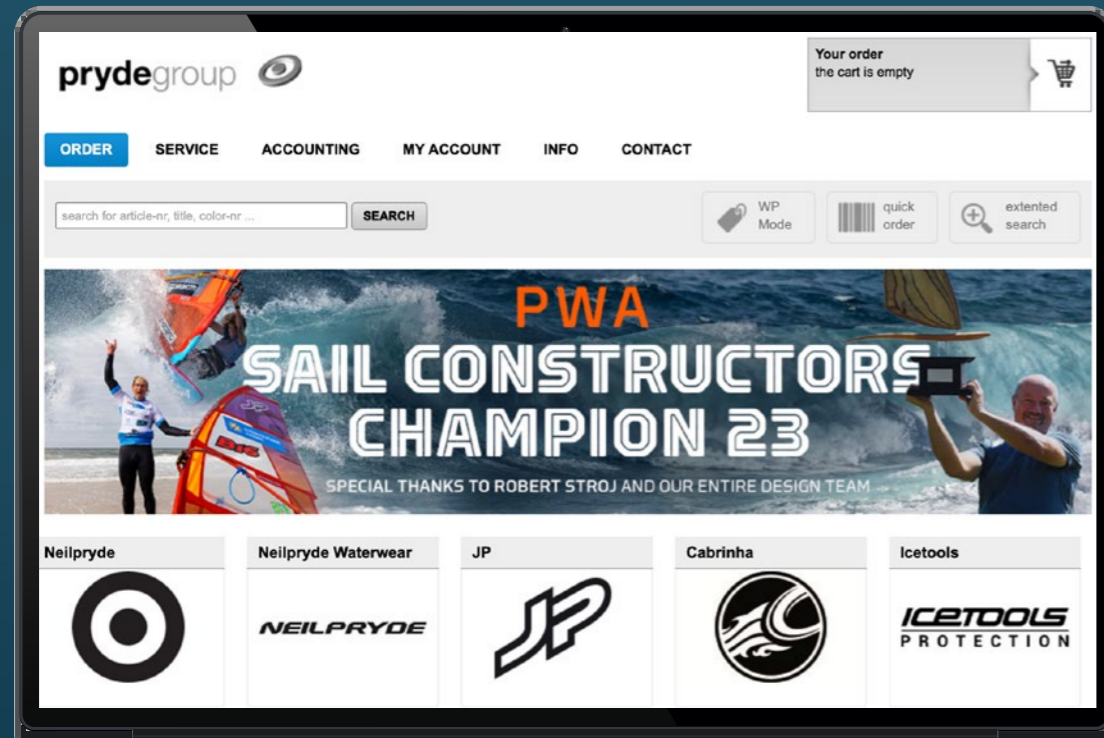 prydegroup
Your order
the cart is empty
ORDER SERVICE ACCOUNTING MY ACCOUNT INFO CONTACT
search for article-nr, title, color-nr ...
SEARCH
WP
Mode
quick
order
extented
search
PWA
SAIL CONSTRUCTORS
CHAMPION 23
SPECIAL THANKS TO ROBERT STROJ AND OUR ENTIRE DESIGN TEAM
JP
Neilpryde
Neilpryde Waterwear
JP
Cabrinha
Icetools
NEILPRYDE
JP
ICETOOLS
PROTECTION